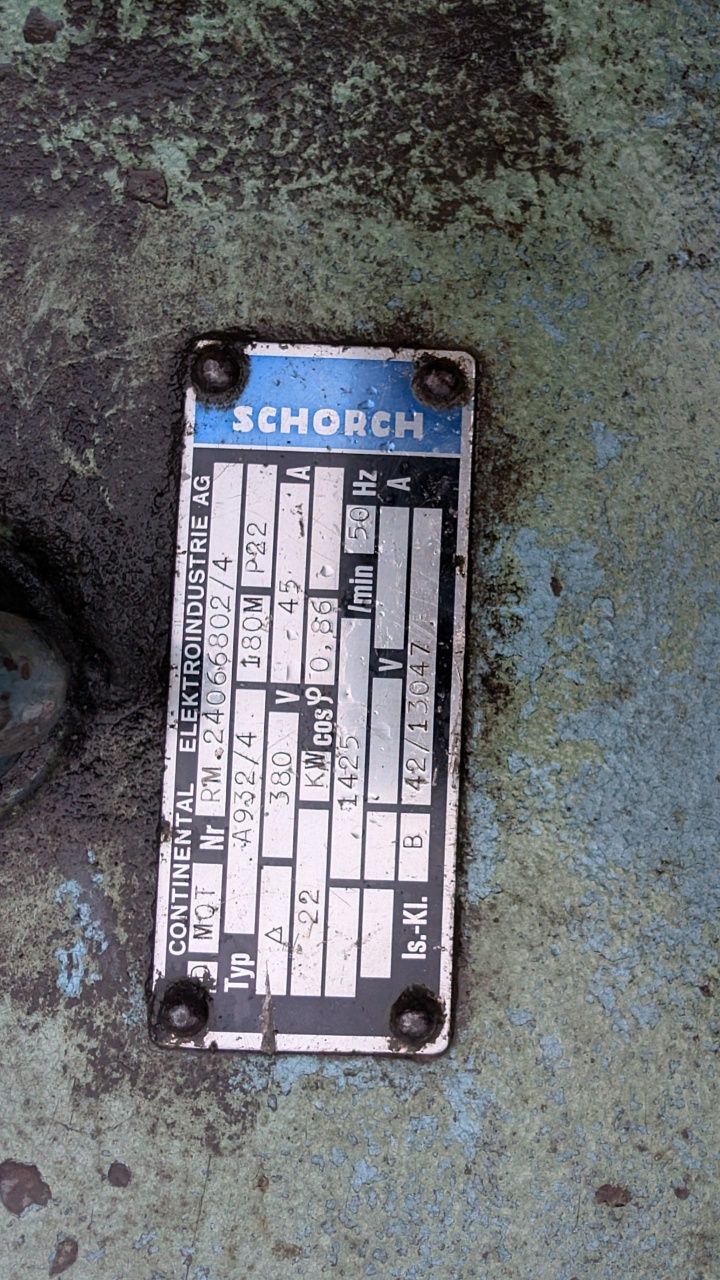 SCHORCH
CONTINENTAL ELEKTROINDUSTRIE AG
D MOT Nr RM.24066802/4
Typ A932/4 180M P22
Δ 380 V 45 A
22 KW cosφ 0,86
1425 /min 50 Hz
V A
Is.-Kl. B 42/13047